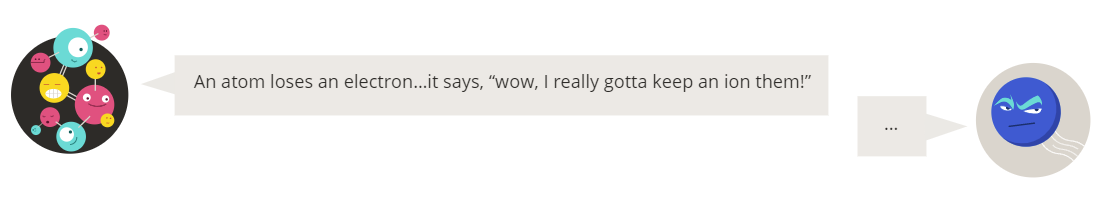 An atom loses an electron...it says, “wow, I really gotta keep an ion them!”
...